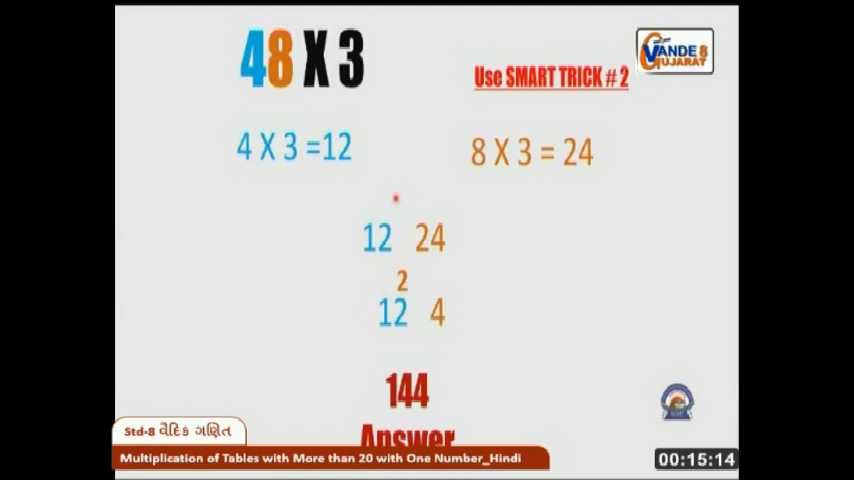 48 X 3
VANDE 8
GUJARAT
Use SMART TRICK # 2
4 X 3 =12
8 X 3 = 24
12 24
2
12 4
144
Answer
Std-8 વૈદિક ગણિત
Multiplication of Tables with More than 20 with One Number_Hindi
00:15:14